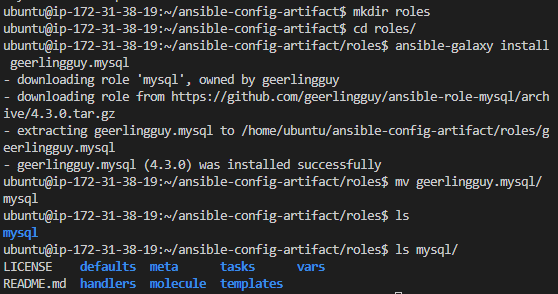 ubuntu@ip-172-31-38-19:~/ansible-config-artifact$ mkdir roles
ubuntu@ip-172-31-38-19:~/ansible-config-artifact$ cd roles/
ubuntu@ip-172-31-38-19:~/ansible-config-artifact/roles$ ansible-galaxy install
 geerlingguy.mysql
- downloading role 'mysql', owned by geerlingguy
- downloading role from https://github.com/geerlingguy/ansible-role-mysql/arch
ive/4.3.0.tar.gz
- extracting geerlingguy.mysql to /home/ubuntu/ansible-config-artifact/roles/g
eerlingguy.mysql
- geerlingguy.mysql (4.3.0) was installed successfully
ubuntu@ip-172-31-38-19:~/ansible-config-artifact/roles$ mv geerlingguy.mysql/
mysql
ubuntu@ip-172-31-38-19:~/ansible-config-artifact/roles$ ls
mysql
ubuntu@ip-172-31-38-19:~/ansible-config-artifact/roles$ ls mysql/
LICENSE    defaults  meta      tasks      vars
README.md  handlers  molecule  templates